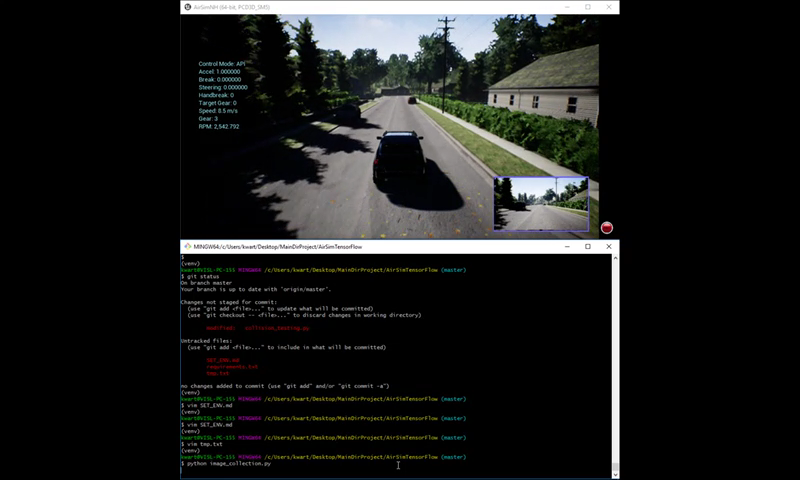 AirSimNH (64-bit, PCD3D_SM5)
Control Mode: API
Accel: 1.000000
Break: 0.000000
Steering: 0.000000
Handbreak: 0
Target Gear: 0
Speed: 8.5 m/s
Gear: 3
RPM: 2,542.792
MINGW64:/c/Users/kwart/Desktop/MainDirProject/AirSimTensorFlow
$
(venv)
kwart@VISL-PC-155 MINGW64 /c/Users/kwart/Desktop/MainDirProject/AirSimTensorFlow (master)
$ git status
On branch master
Your branch is up to date with 'origin/master'.
Changes not staged for commit:
(use "git add <file>..." to update what will be committed)
(use "git checkout -- <file>..." to discard changes in working directory)
modified: collision_testing.py
Untracked files:
(use "git add <file>..." to include in what will be committed)
SET_ENV.md
requirements.txt
tmp.txt
no changes added to commit (use "git add" and/or "git commit -a")
(venv)
kwart@VISL-PC-155 MINGW64 /c/Users/kwart/Desktop/MainDirProject/AirSimTensorFlow (master)
$ vim SET_ENV.md
(venv)
kwart@VISL-PC-155 MINGW64 /c/Users/kwart/Desktop/MainDirProject/AirSimTensorFlow (master)
$ vim SET_ENV.md
(venv)
kwart@VISL-PC-155 MINGW64 /c/Users/kwart/Desktop/MainDirProject/AirSimTensorFlow (master)
$ vim tmp.txt
(venv)
kwart@VISL-PC-155 MINGW64 /c/Users/kwart/Desktop/MainDirProject/AirSimTensorFlow (master)
$ python image_collection.py